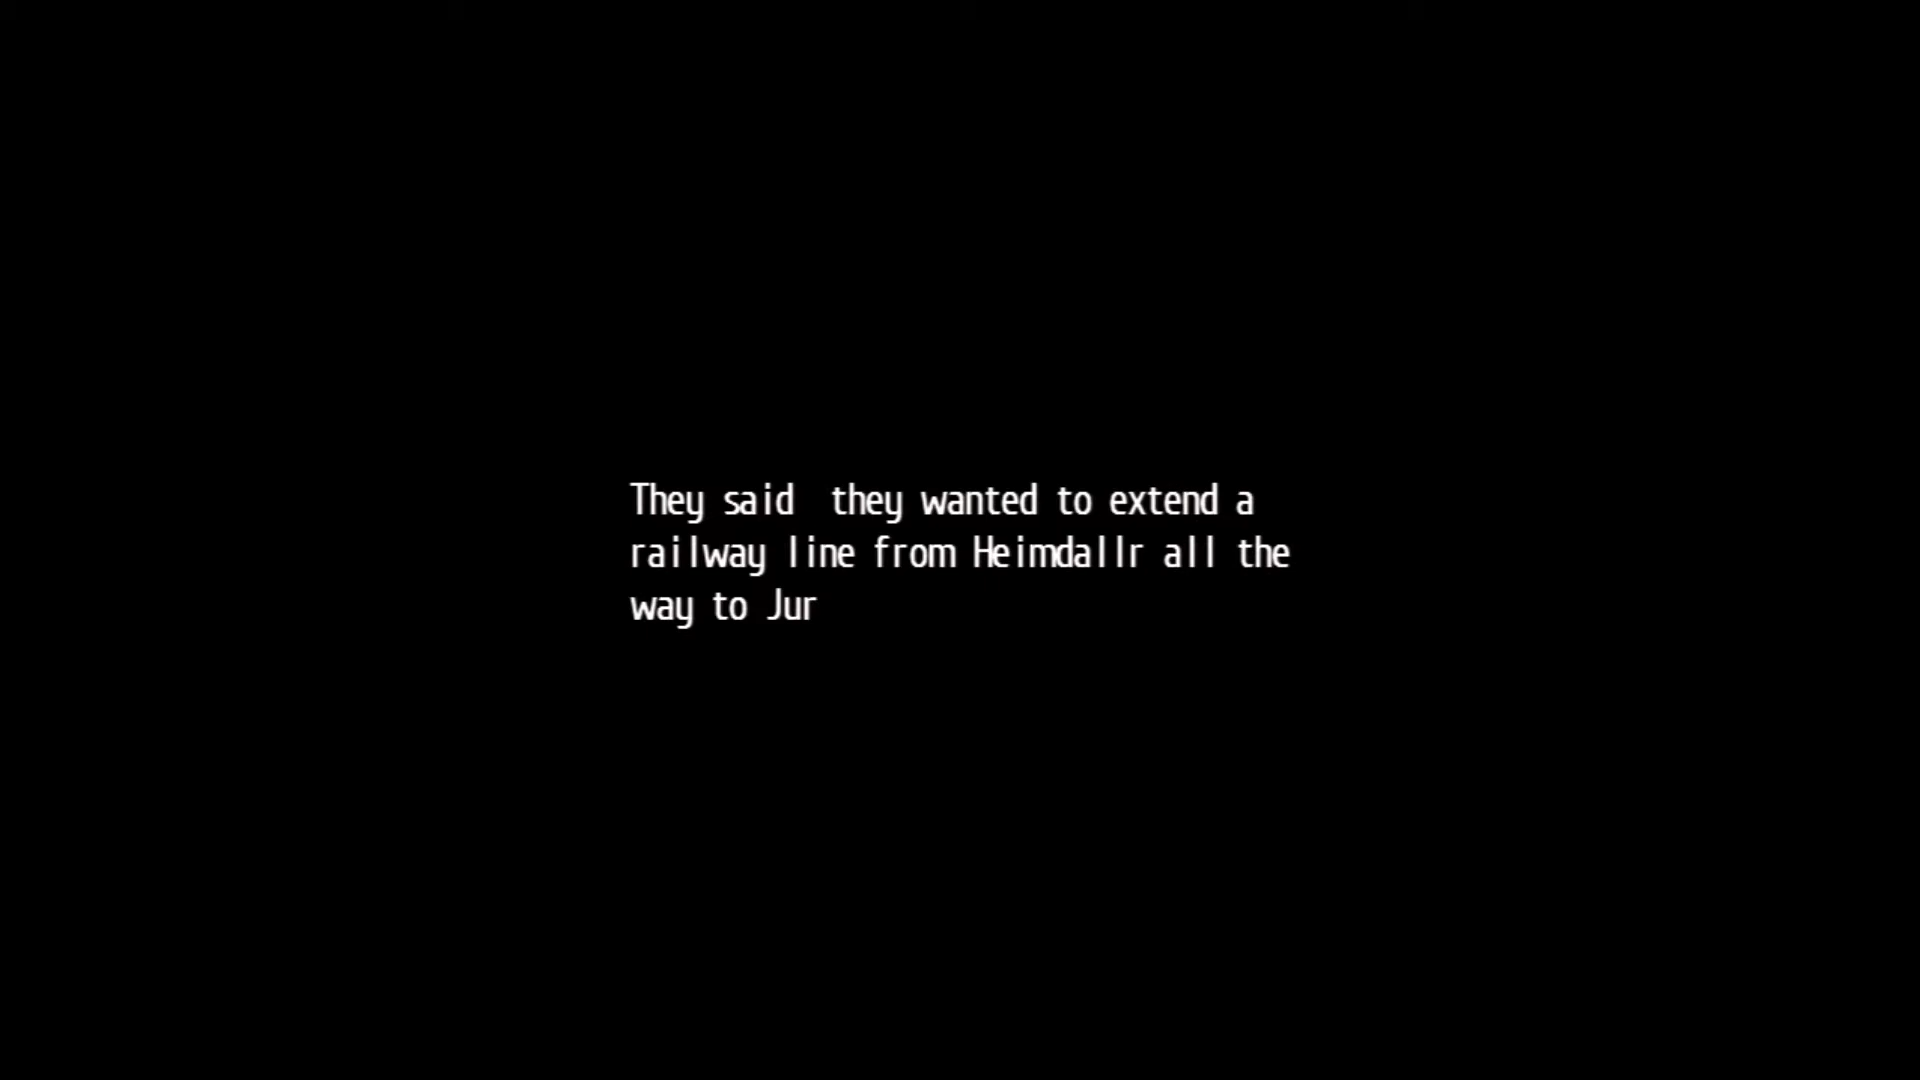 They said  they wanted to extend a
railway line from Heimdallr all the
way to Jur